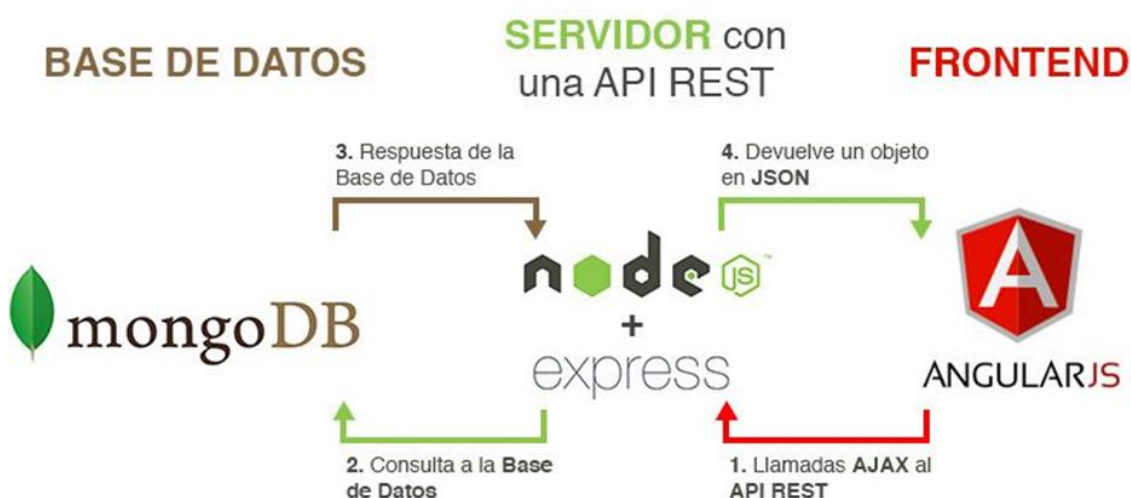 BASE DE DATOS
SERVIDOR con
una API REST
FRONTEND
3. Respuesta de la
Base de Datos
4. Devuelve un objeto
en JSON
mongoDB
node JS™
+
express
A
ANGULARJS
2. Consulta a la Base
de Datos
1. Llamadas AJAX al
API REST